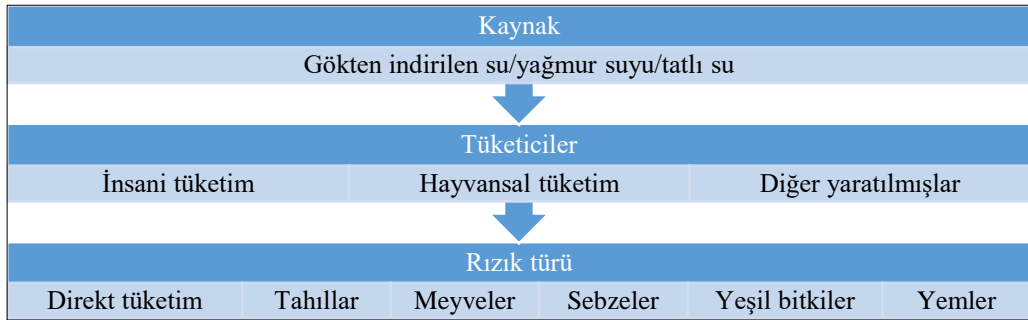 Kaynak
Gökten indirilen su/yağmur suyu/tatlı su
Tüketiciler
İnsani tüketim Hayvansal tüketim Diğer yaratılmışlar
Rızık türü
Direkt tüketim Tahıllar Meyveler Sebzeler Yeşil bitkiler Yemler